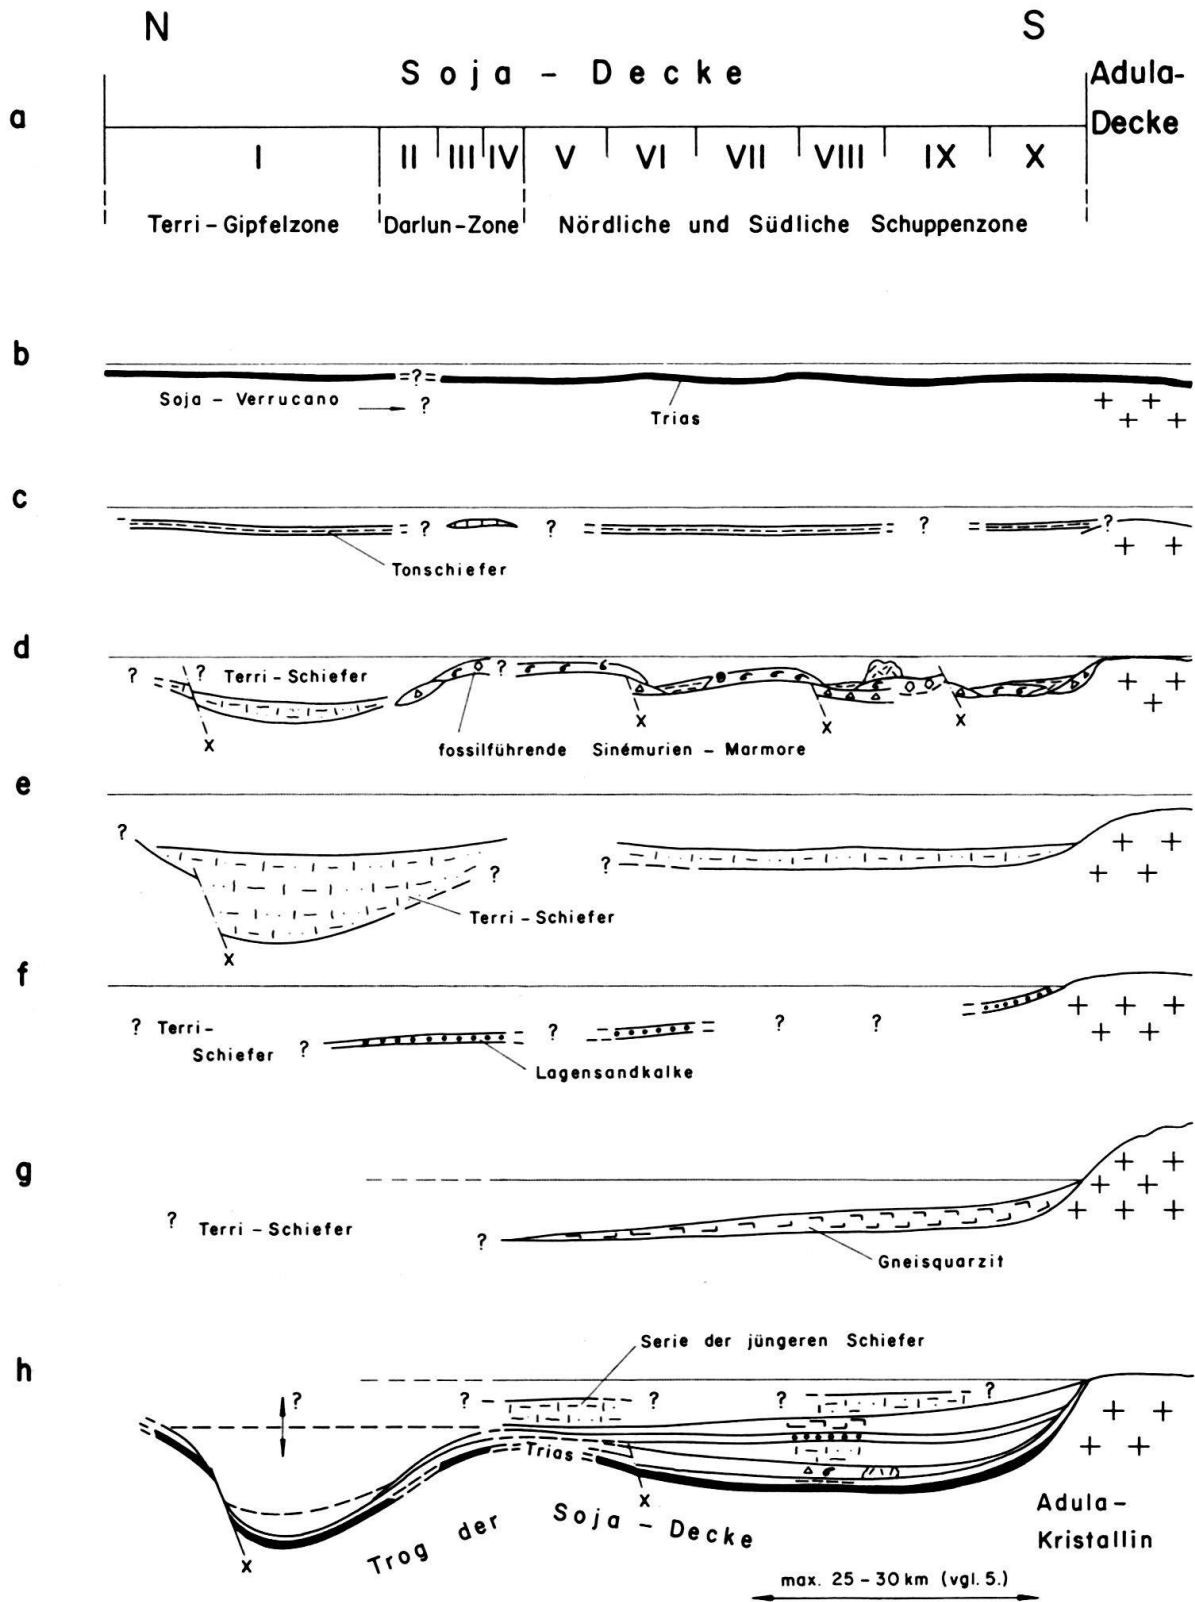 N S
Soja - Decke
Adula-
Decke
a
I II III IV V VI VII VIII IX X
Terri-Gipfelzone Darlun-Zone Nördliche und Südliche Schuppenzone
b
=?=
Soja - Verrucano ?
Trias
c
? ? ? ?
Tonschiefer
d
? ? Terri-Schiefer ?
x x x x
fossilführende Sinémurien - Marmore
e
? ? ?
Terri-Schiefer
x
f
? Terri-
Schiefer ? ? ? ?
Lagensandkalke
g
? Terri-Schiefer ?
Gneisquarzit
Serie der jüngeren Schiefer
h
? ? ? ? ?
Trias
x x
Trog der Soja-Decke
Adula-
Kristallin
max. 25-30 km (vgl. 5.)